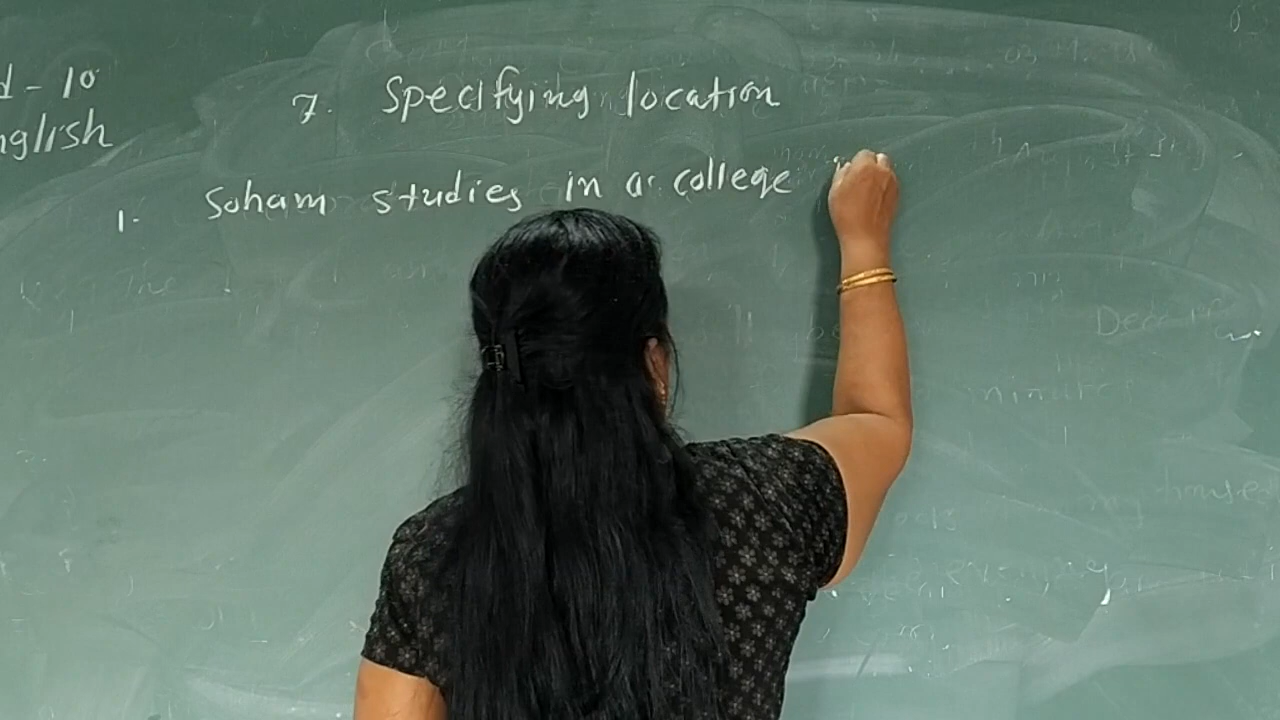 d - 10
nglish
7. Specifying location
1. Soham studies in a college